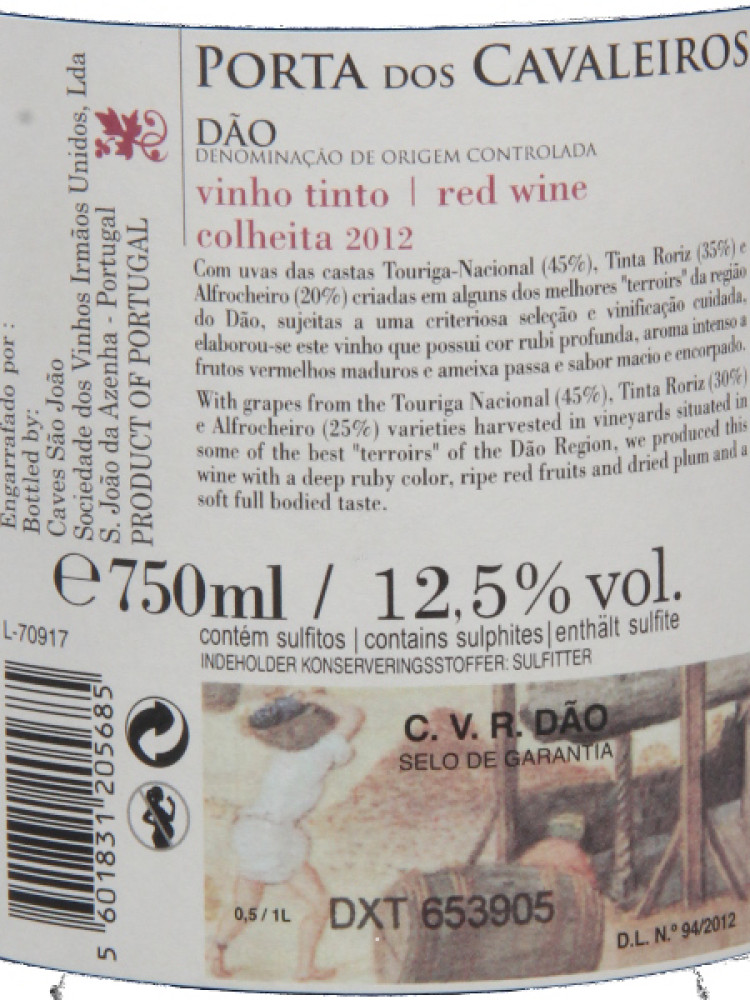 PORTA DOS CAVALEIROS
DÃO
DENOMINAÇÃO DE ORIGEM CONTROLADA
vinho tinto | red wine
colheita 2012
Com uvas das castas Touriga-Nacional (45%), Tinta Roriz (35%) e
Alfrocheiro (20%) criadas em alguns dos melhores "terroirs" da região
do Dão, sujeitas a uma criteriosa seleção e vinificação cuidada,
elaborou-se este vinho que possui cor rubi profunda, aroma intenso a
frutos vermelhos maduros e ameixa passa e sabor macio e encorpado.
With grapes from the Touriga Nacional (45%), Tinta Roriz (30%)
e Alfrocheiro (25%) varieties harvested in vineyards situated in
some of the best "terroirs" of the Dão Region, we produced this
wine with a deep ruby color, ripe red fruits and dried plum and a
soft full bodied taste.
Engarrafado por :
Bottled by:
Caves São João
Sociedade dos Vinhos Irmãos Unidos, Lda
S. João da Azenha - Portugal
PRODUCT OF PORTUGAL
℮750ml / 12,5% vol.
contém sulfitos | contains sulphites | enthält sulfite
INDEHOLDER KONSERVERINGSSTOFFER: SULFITTER
L-70917
5 601831 205685
C. V. R. DÃO
SELO DE GARANTIA
0,5 / 1L
DXT 653905
D.L. N.º 94/2012